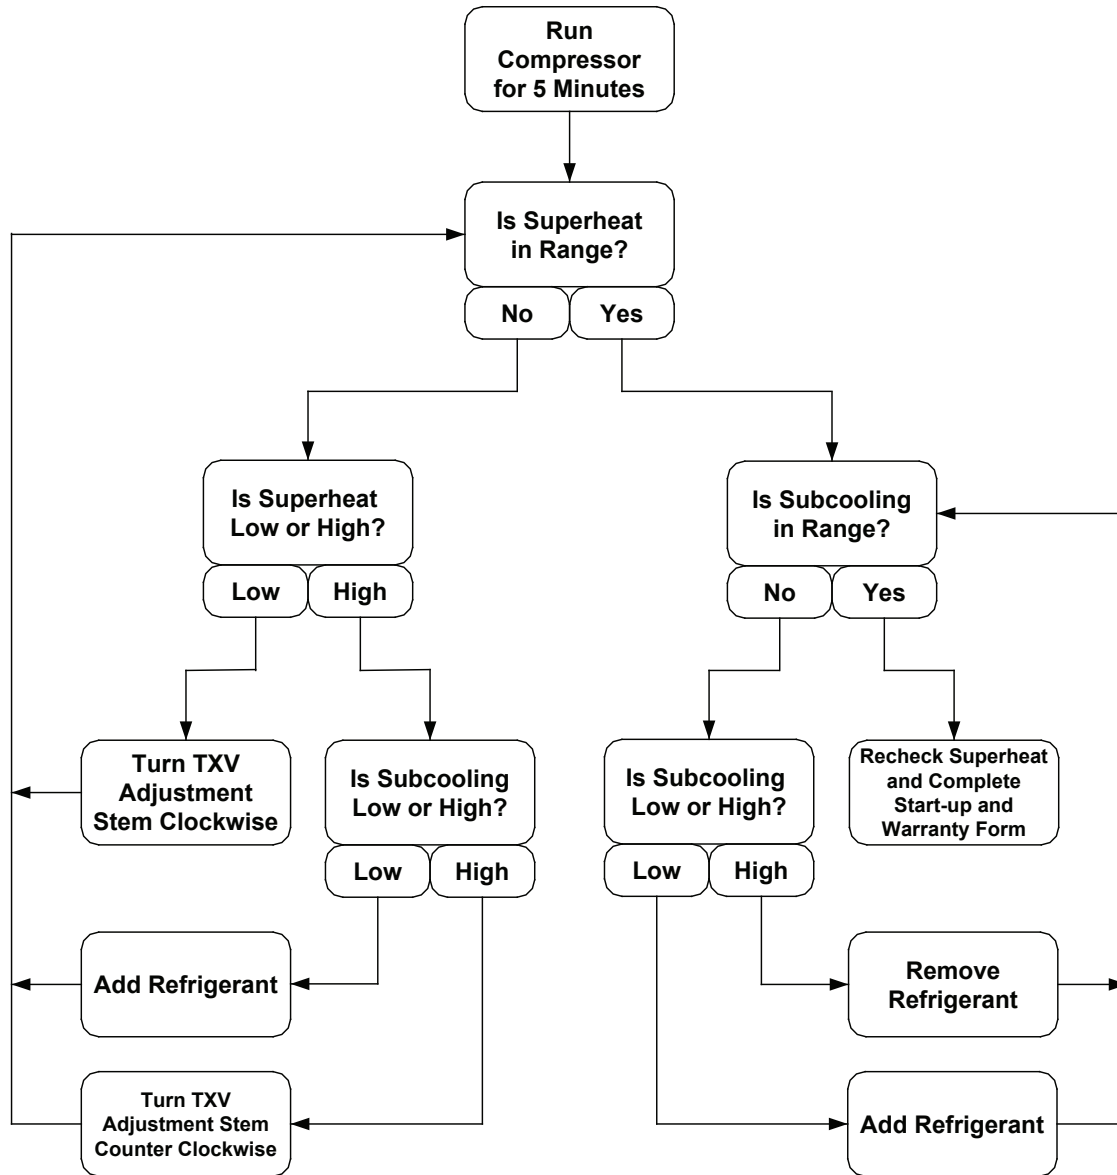 Run
Compressor
for 5 Minutes
Is Superheat
in Range?
No
Yes
Is Superheat
Low or High?
Low
High
Is Subcooling
in Range?
No
Yes
Turn TXV
Adjustment
Stem Clockwise
Is Subcooling
Low or High?
Low
High
Is Subcooling
Low or High?
Low
High
Recheck Superheat
and Complete
Start-up and
Warranty Form
Add Refrigerant
Remove
Refrigerant
Turn TXV
Adjustment Stem
Counter Clockwise
Add Refrigerant